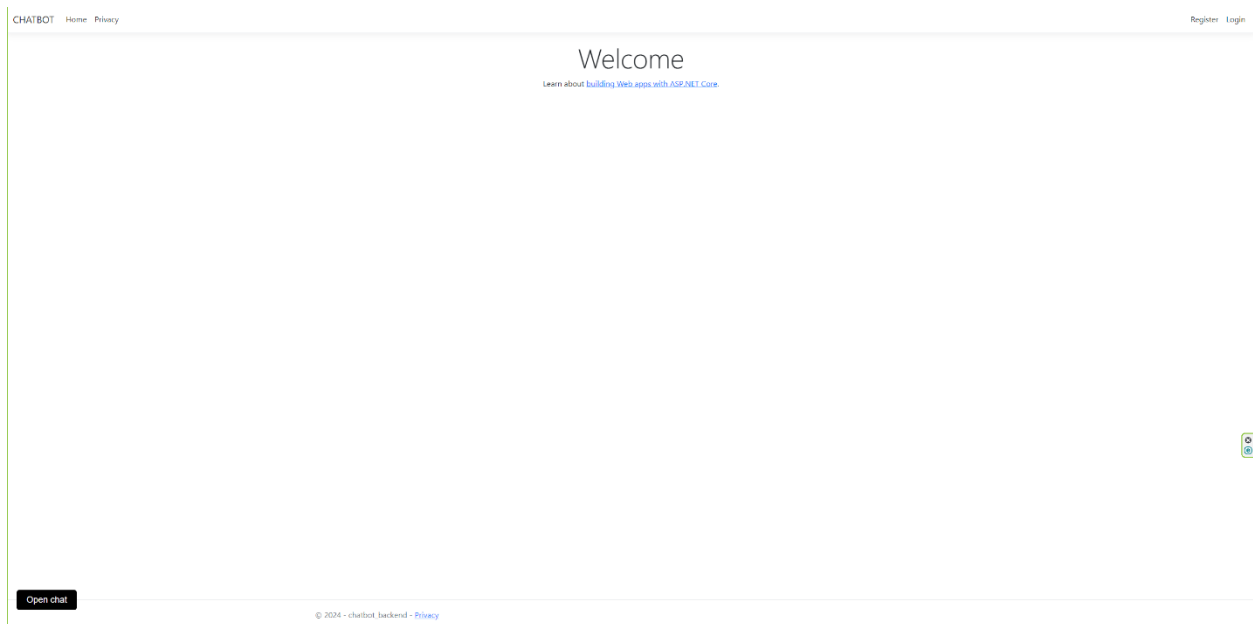 CHATBOT Home Privacy Register Login
Welcome
Learn about building Web apps with ASP.NET Core.
Open chat
© 2024 - chatbot_backend - Privacy